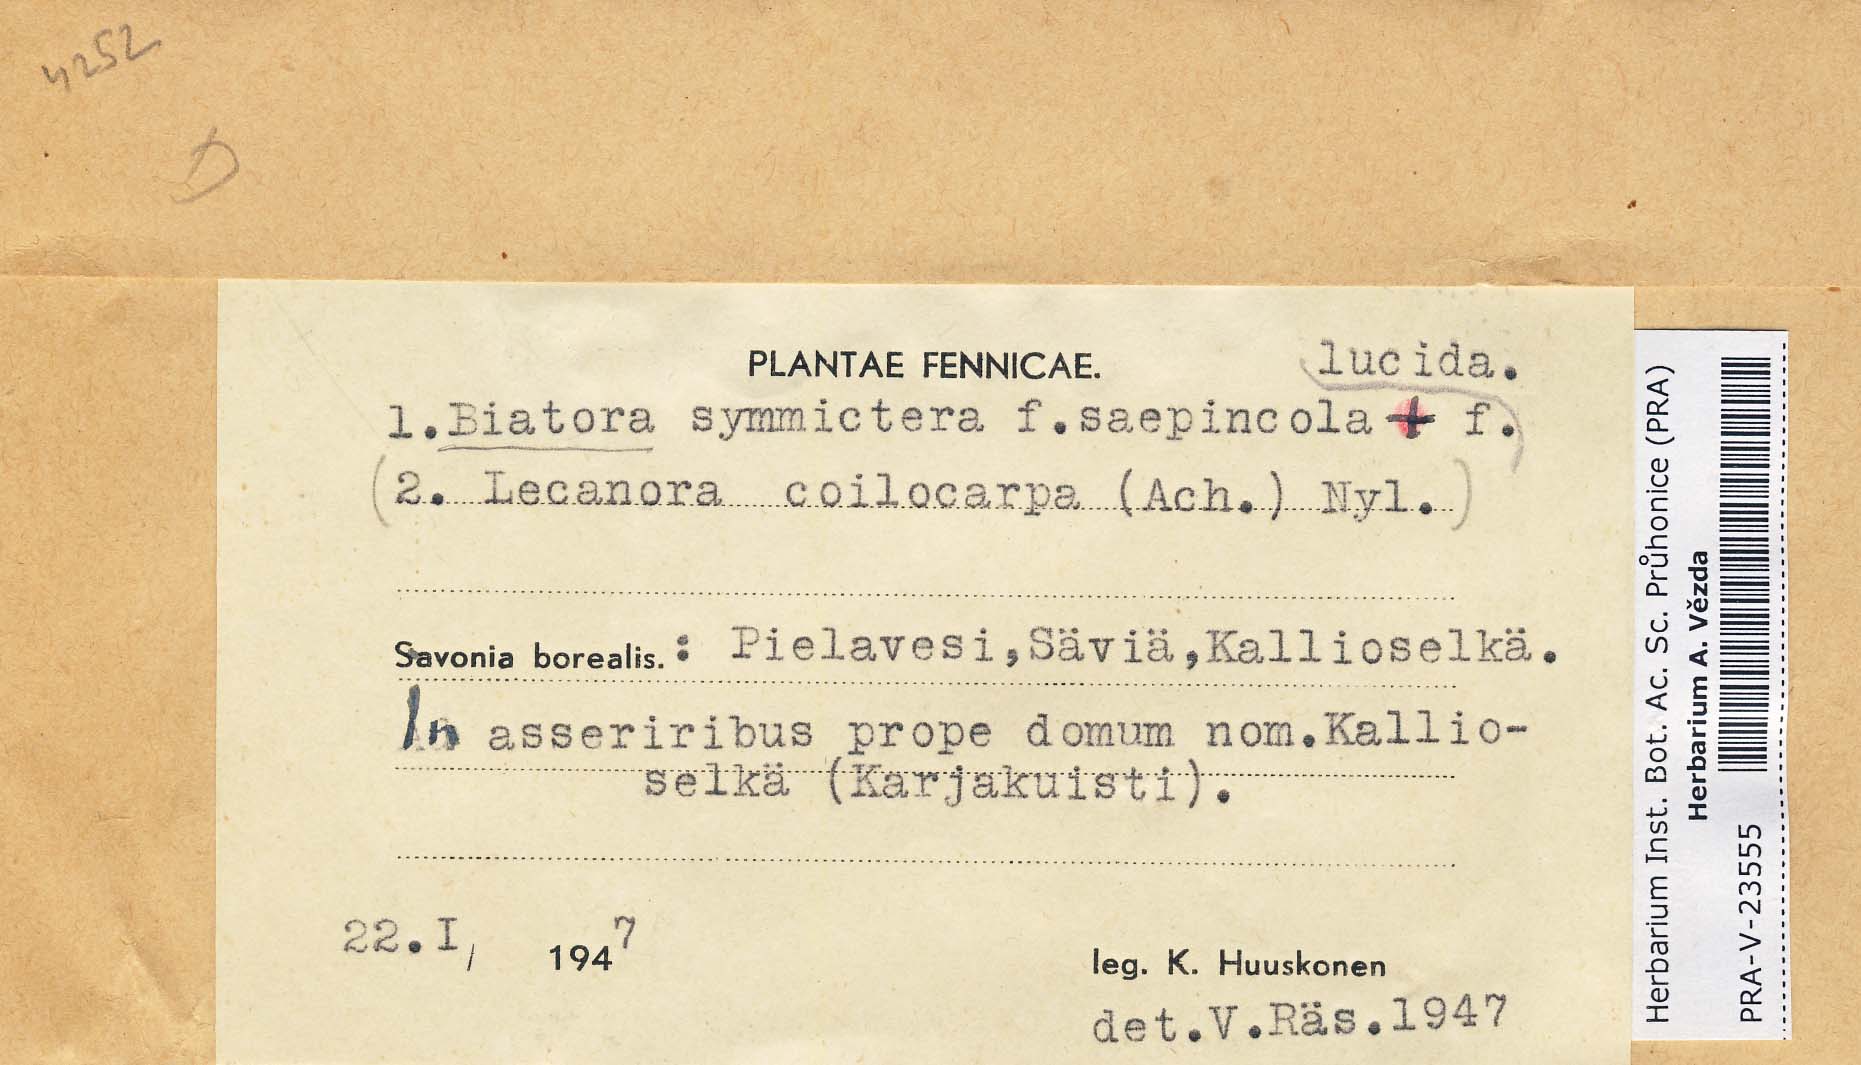 4252
D
PLANTAE FENNICAE.
lucida.
1.Biatora symmictera f.saepincola + f.
(2. Lecanora coilocarpa (Ach.) Nyl.)
Savonia borealis.: Pielavesi,Säviä,Kallioselkä.
In asseriribus prope domum nom.Kallio-
selkä (Karjakuisti).
22.I, 1947
leg. K. Huuskonen
det.V.Räs.1947
Herbarium Inst. Bot. Ac. Sc. Průhonice (PRA)
Herbarium A. Vězda
PRA-V-23555